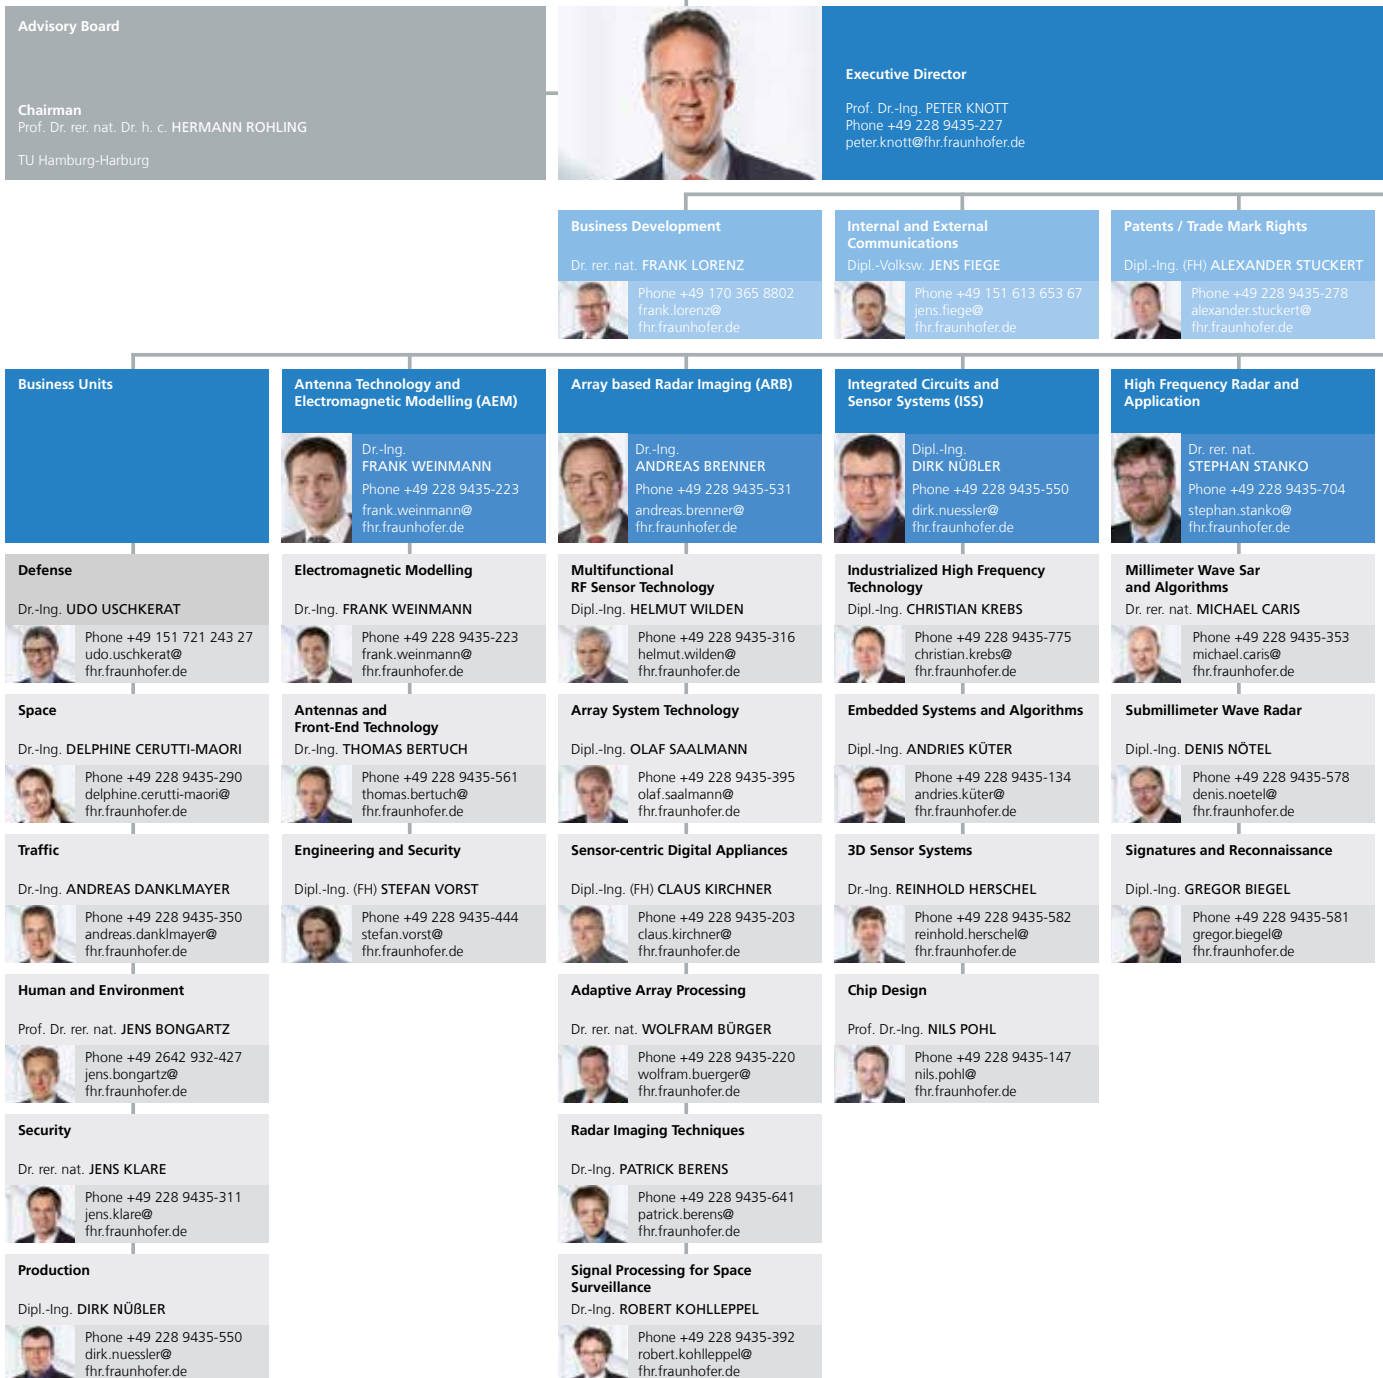 Advisory Board
Chairman
Prof. Dr. rer. nat. Dr. h. c. HERMANN ROHLING
TU Hamburg-Harburg
Executive Director
Prof. Dr.-Ing. PETER KNOTT
Phone +49 228 9435-227
peter.knott@fhr.fraunhofer.de
Business Development
Dr. rer. nat. FRANK LORENZ
Phone +49 170 365 8802
frank.lorenz@
fhr.fraunhofer.de
Internal and External
Communications
Dipl.-Volksw. JENS FIEGE
Phone +49 151 613 653 67
jens.fiege@
fhr.fraunhofer.de
Patents / Trade Mark Rights
Dipl.-Ing. (FH) ALEXANDER STUCKERT
Phone +49 228 9435-278
alexander.stuckert@
fhr.fraunhofer.de
Business Units
Defense
Dr.-Ing. UDO USCHKERAT
Phone +49 151 721 243 27
udo.uschkerat@
fhr.fraunhofer.de
Space
Dr.-Ing. DELPHINE CERUTTI-MAORI
Phone +49 228 9435-290
delphine.cerutti-maori@
fhr.fraunhofer.de
Traffic
Dr.-Ing. ANDREAS DANKLMAYER
Phone +49 228 9435-350
andreas.danklmayer@
fhr.fraunhofer.de
Human and Environment
Prof. Dr. rer. nat. JENS BONGARTZ
Phone +49 2642 932-427
jens.bongartz@
fhr.fraunhofer.de
Security
Dr. rer. nat. JENS KLARE
Phone +49 228 9435-311
jens.klare@
fhr.fraunhofer.de
Production
Dipl.-Ing. DIRK NÜßLER
Phone +49 228 9435-550
dirk.nuessler@
fhr.fraunhofer.de
Antenna Technology and
Electromagnetic Modelling (AEM)
Dr.-Ing.
FRANK WEINMANN
Phone +49 228 9435-223
frank.weinmann@
fhr.fraunhofer.de
Electromagnetic Modelling
Dr.-Ing. FRANK WEINMANN
Phone +49 228 9435-223
frank.weinmann@
fhr.fraunhofer.de
Antennas and
Front-End Technology
Dr.-Ing. THOMAS BERTUCH
Phone +49 228 9435-561
thomas.bertuch@
fhr.fraunhofer.de
Engineering and Security
Dipl.-Ing. (FH) STEFAN VORST
Phone +49 228 9435-444
stefan.vorst@
fhr.fraunhofer.de
Array based Radar Imaging (ARB)
Dr.-Ing.
ANDREAS BRENNER
Phone +49 228 9435-531
andreas.brenner@
fhr.fraunhofer.de
Multifunctional
RF Sensor Technology
Dipl.-Ing. HELMUT WILDEN
Phone +49 228 9435-316
helmut.wilden@
fhr.fraunhofer.de
Array System Technology
Dipl.-Ing. OLAF SAALMANN
Phone +49 228 9435-395
olaf.saalmann@
fhr.fraunhofer.de
Sensor-centric Digital Appliances
Dipl.-Ing. (FH) CLAUS KIRCHNER
Phone +49 228 9435-203
claus.kirchner@
fhr.fraunhofer.de
Adaptive Array Processing
Dr. rer. nat. WOLFRAM BÜRGER
Phone +49 228 9435-220
wolfram.buerger@
fhr.fraunhofer.de
Radar Imaging Techniques
Dr.-Ing. PATRICK BERENS
Phone +49 228 9435-641
patrick.berens@
fhr.fraunhofer.de
Signal Processing for Space
Surveillance
Dr.-Ing. ROBERT KOHLLEPPEL
Phone +49 228 9435-392
robert.kohlleppel@
fhr.fraunhofer.de
Integrated Circuits and
Sensor Systems (ISS)
Dipl.-Ing.
DIRK NÜßLER
Phone +49 228 9435-550
dirk.nuessler@
fhr.fraunhofer.de
Industrialized High Frequency
Technology
Dipl.-Ing. CHRISTIAN KREBS
Phone +49 228 9435-775
christian.krebs@
fhr.fraunhofer.de
Embedded Systems and Algorithms
Dipl.-Ing. ANDRIES KÜTER
Phone +49 228 9435-134
andries.küter@
fhr.fraunhofer.de
3D Sensor Systems
Dr.-Ing. REINHOLD HERSCHEL
Phone +49 228 9435-582
reinhold.herschel@
fhr.fraunhofer.de
Chip Design
Prof. Dr.-Ing. NILS POHL
Phone +49 228 9435-147
nils.pohl@
fhr.fraunhofer.de
High Frequency Radar and
Application
Dr. rer. nat.
STEPHAN STANKO
Phone +49 228 9435-704
stephan.stanko@
fhr.fraunhofer.de
Millimeter Wave Sar
and Algorithms
Dr. rer. nat. MICHAEL CARIS
Phone +49 228 9435-353
michael.caris@
fhr.fraunhofer.de
Submillimeter Wave Radar
Dipl.-Ing. DENIS NÖTEL
Phone +49 228 9435-578
denis.noetel@
fhr.fraunhofer.de
Signatures and Reconnaissance
Dipl.-Ing. GREGOR BIEGEL
Phone +49 228 9435-581
gregor.biegel@
fhr.fraunhofer.de